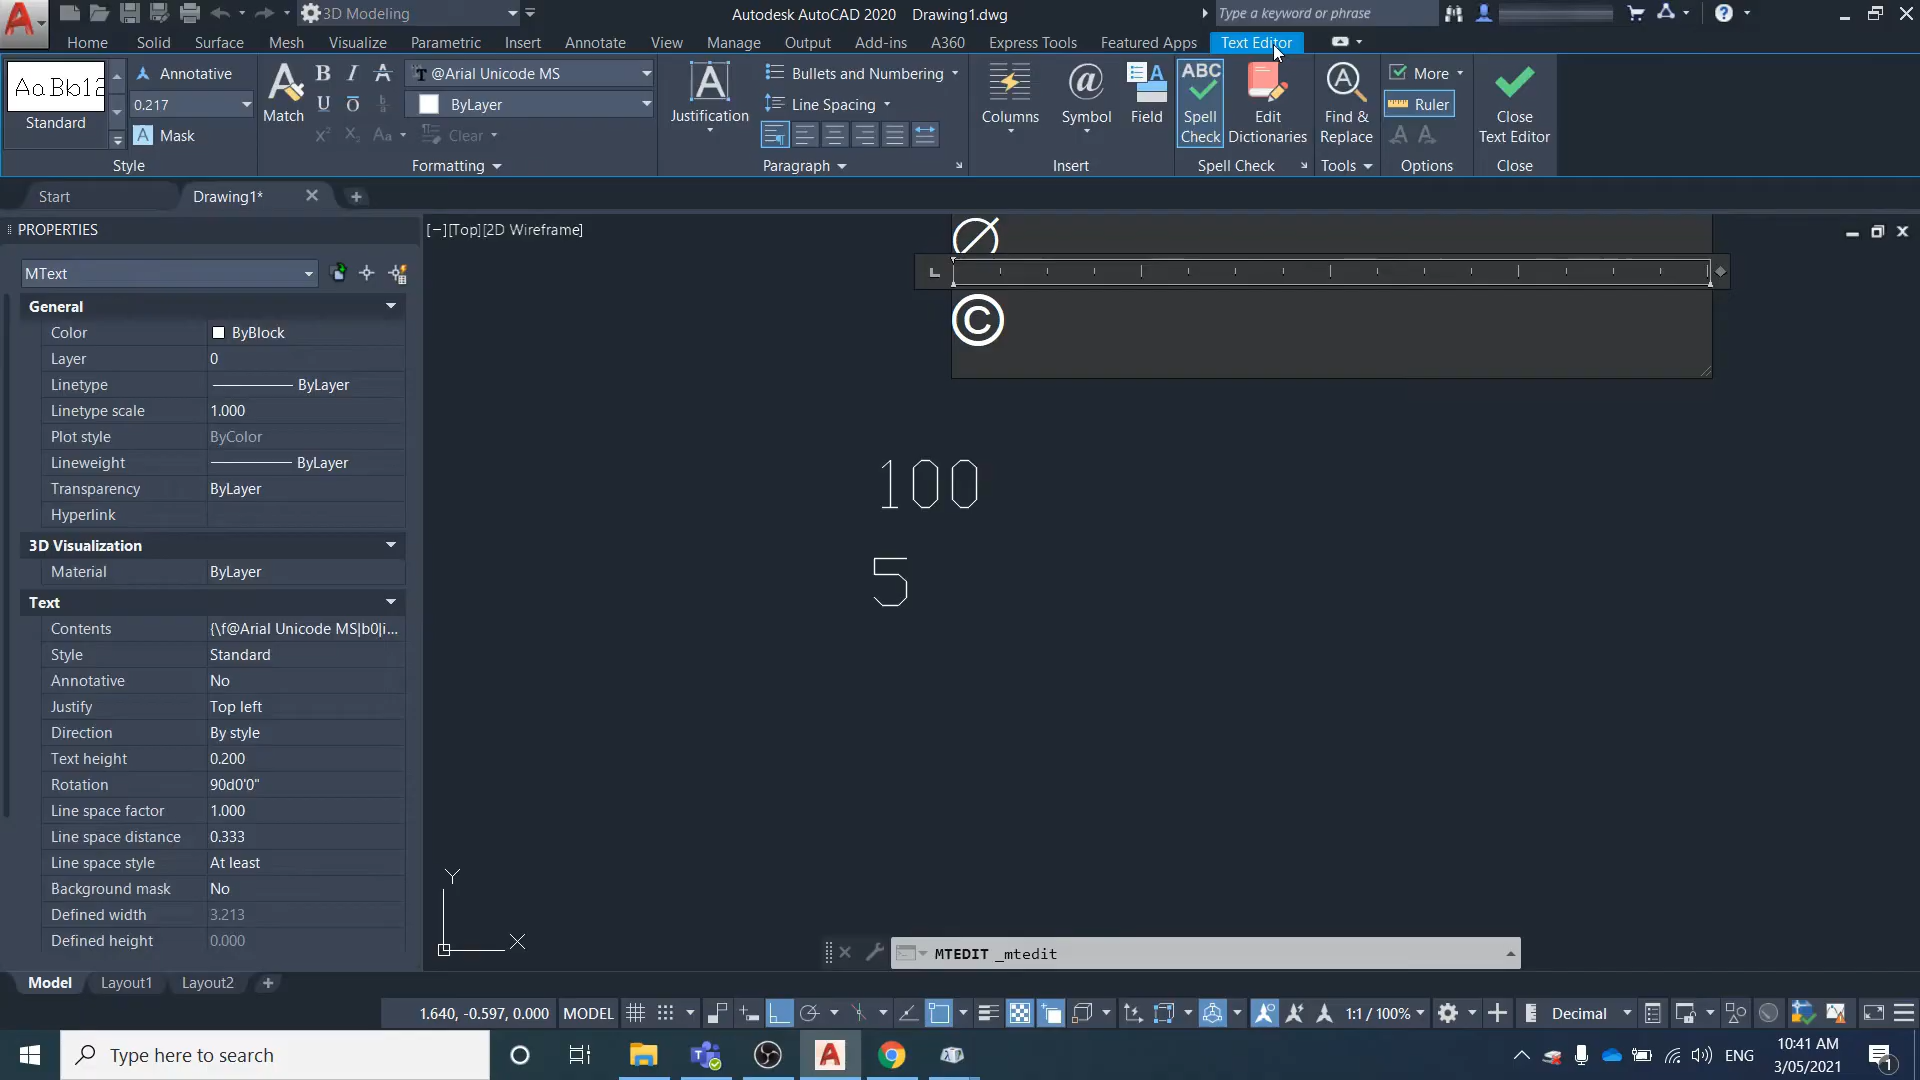 3D Modeling
Autodesk AutoCAD 2020 Drawing1.dwg
Type a keyword or phrase
Home Solid Surface Mesh Visualize Parametric Insert Annotate View Manage Output Add-ins A360 Express Tools Featured Apps Text Editor
AaBb12
Standard
Annotative
0.217
Mask
Style
Match
B I A
U O
X² X₂ Aa Clear
@Arial Unicode MS
ByLayer
Formatting
A
Justification
Bullets and Numbering
Line Spacing
Paragraph
Columns
@
Symbol
A
Field
Insert
ABC
Spell
Check
Edit
Dictionaries
Spell Check
Find &
Replace
Tools
More
Ruler
Options
Close
Text Editor
Close
Start Drawing1*
PROPERTIES
[−][Top][2D Wireframe]
MText
General
Color ByBlock
Layer 0
Linetype ByLayer
Linetype scale 1.000
Plot style ByColor
Lineweight ByLayer
Transparency ByLayer
Hyperlink
3D Visualization
Material ByLayer
Text
Contents {\f@Arial Unicode MS|b0|i...
Style Standard
Annotative No
Justify Top left
Direction By style
Text height 0.200
Rotation 90d0'0"
Line space factor 1.000
Line space distance 0.333
Line space style At least
Background mask No
Defined width 3.213
Defined height 0.000
∅
©
100
5
Y
X
MTEDIT _mtedit
Model Layout1 Layout2 +
1.640, -0.597, 0.000 MODEL 1:1 / 100% Decimal
Type here to search
ENG
10:41 AM
3/05/2021
1